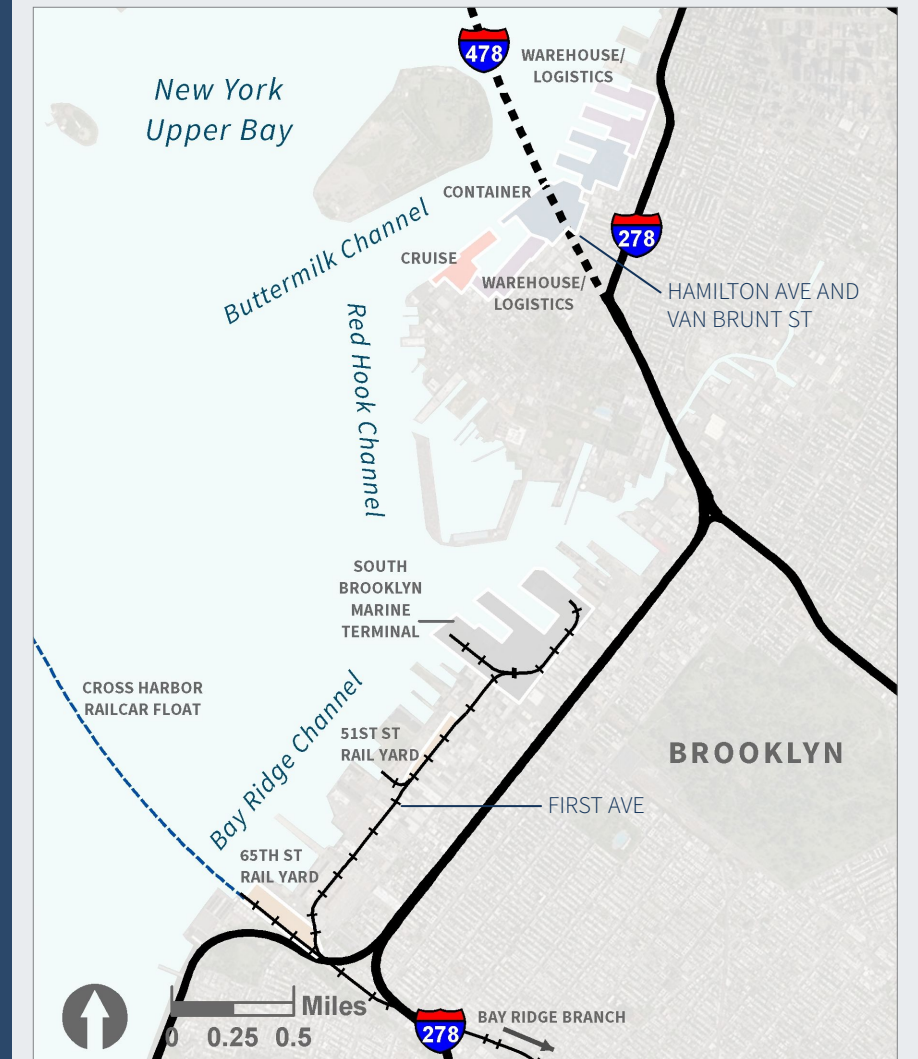 478
WAREHOUSE/
LOGISTICS
New York
Upper Bay
CONTAINER
Buttermilk Channel
278
CRUISE
WAREHOUSE/
LOGISTICS
HAMILTON AVE AND
VAN BRUNT ST
Red Hook Channel
SOUTH
BROOKLYN
MARINE
TERMINAL
CROSS HARBOR
RAILCAR FLOAT
Bay Ridge Channel
51ST ST
RAIL YARD
BROOKLYN
FIRST AVE
65TH ST
RAIL YARD
Miles
0 0.25 0.5
278
BAY RIDGE BRANCH